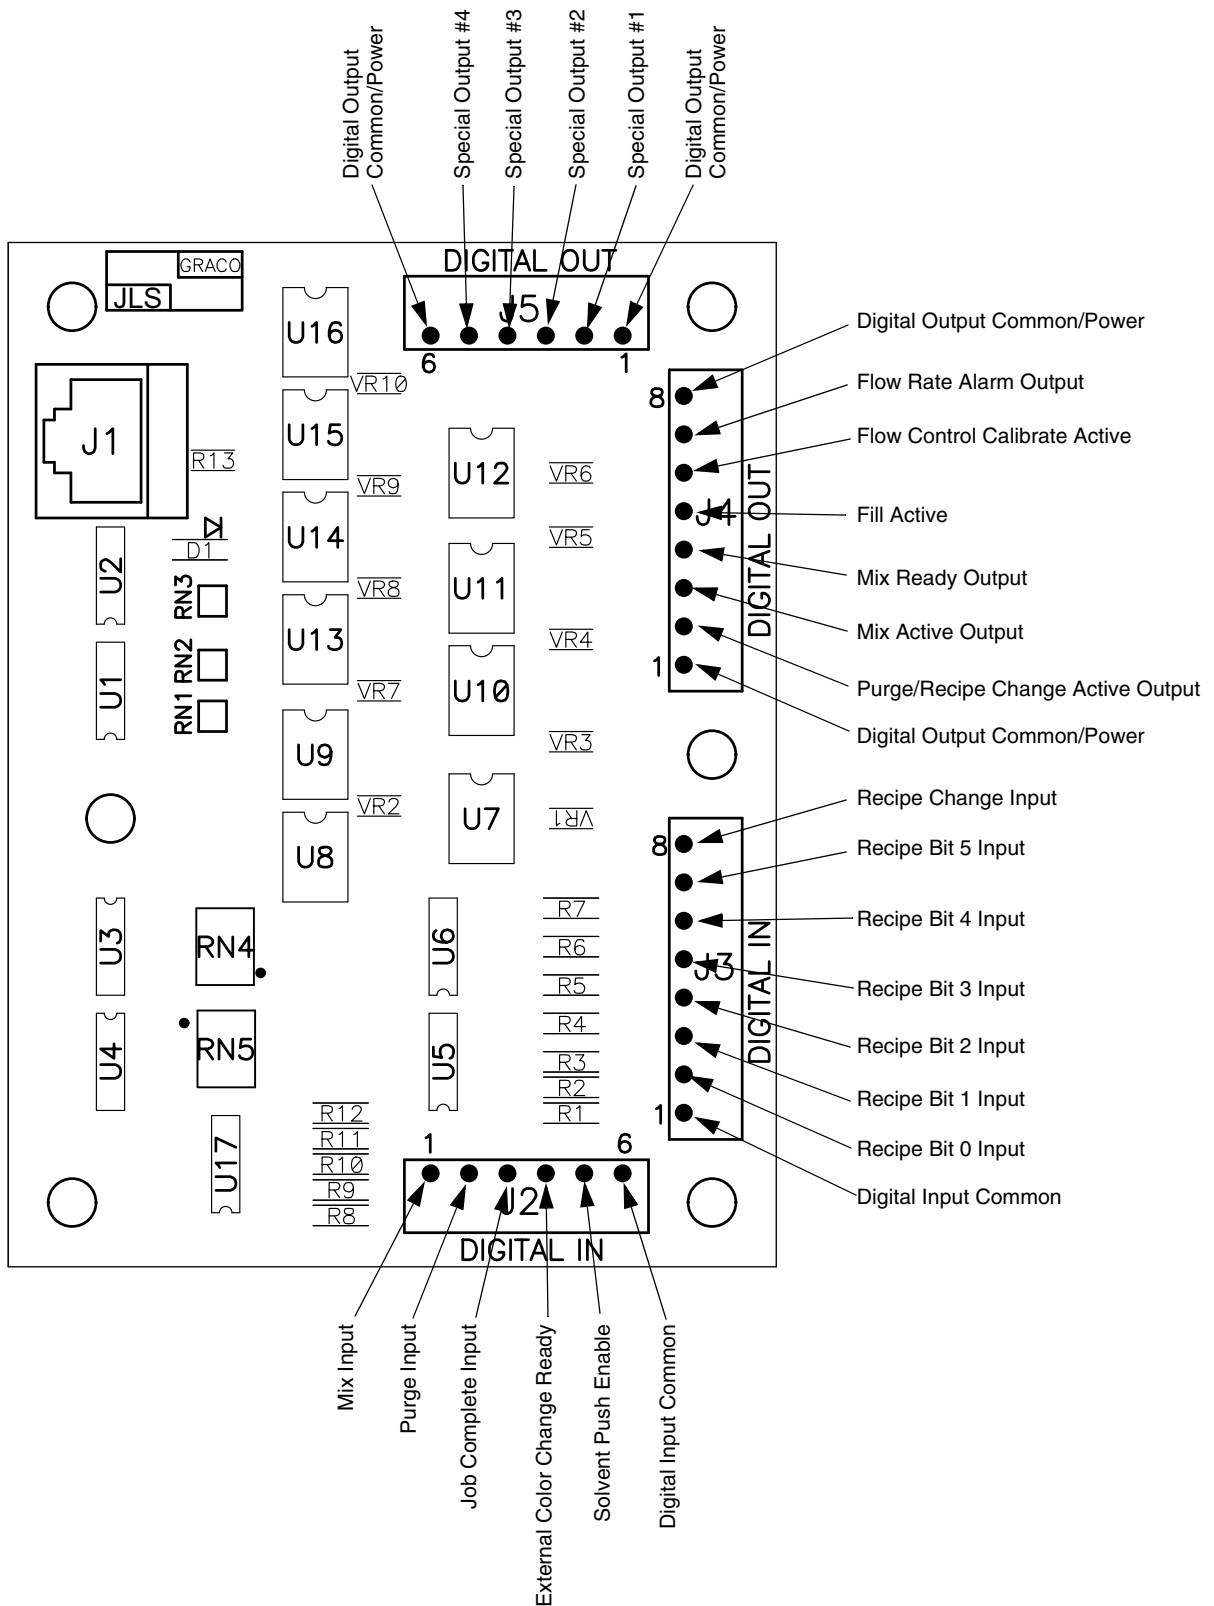 Digital Output
Common/Power
Special Output #4
Special Output #3
Special Output #2
Special Output #1
Digital Output
Common/Power
GRACO
JLS
DIGITAL OUT
J5
6
1
U16
VR10
J1
R13
U15
VR9
U12
VR6
U14
VR5
D1
U2
RN3
VR8
U11
U13
VR4
RN2
U1
RN1
VR7
U10
U9
VR3
VR2
U7
VR1
U8
8
J4
DIGITAL OUT
1
Digital Output Common/Power
Flow Rate Alarm Output
Flow Control Calibrate Active
Fill Active
Mix Ready Output
Mix Active Output
Purge/Recipe Change Active Output
Digital Output Common/Power
Recipe Change Input
Recipe Bit 5 Input
Recipe Bit 4 Input
Recipe Bit 3 Input
Recipe Bit 2 Input
Recipe Bit 1 Input
Recipe Bit 0 Input
Digital Input Common
8
J3
DIGITAL IN
1
U3
RN4
U6
R7
R6
R5
R4
R3
R2
R1
U4
RN5
U5
U17
R12
R11
R10
R9
R8
1
6
J2
DIGITAL IN
Mix Input
Purge Input
Job Complete Input
External Color Change Ready
Solvent Push Enable
Digital Input Common